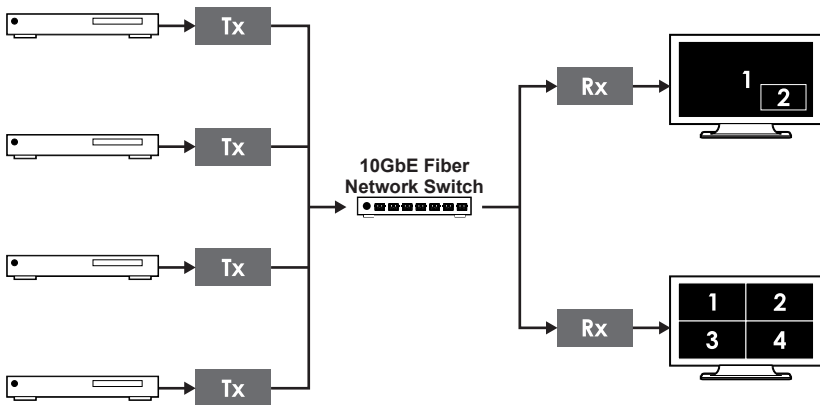 Tx
Tx
Tx
Tx
10GbE Fiber
Network Switch
Rx
1
2
Rx
1 2
3 4